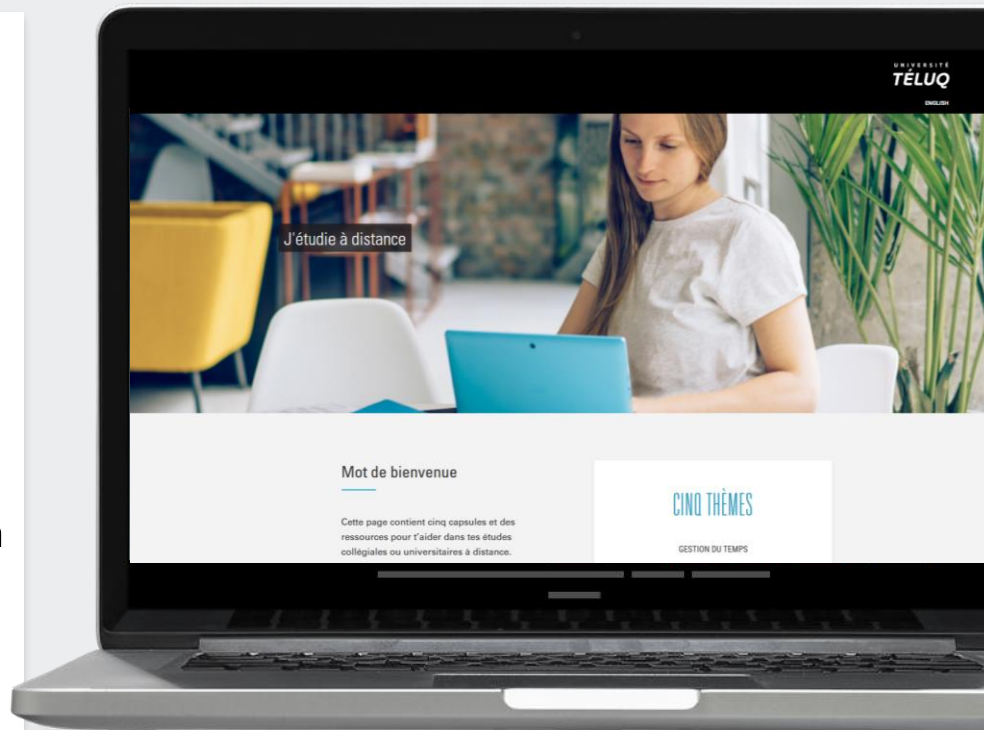 UNIVERSITÉ
TÉLUQ
ENGLISH
J'étudie à distance
Mot de bienvenue
Cette page contient cinq capsules et des
ressources pour t'aider dans tes études
collégiales ou universitaires à distance.
CINQ THÈMES
GESTION DU TEMPS